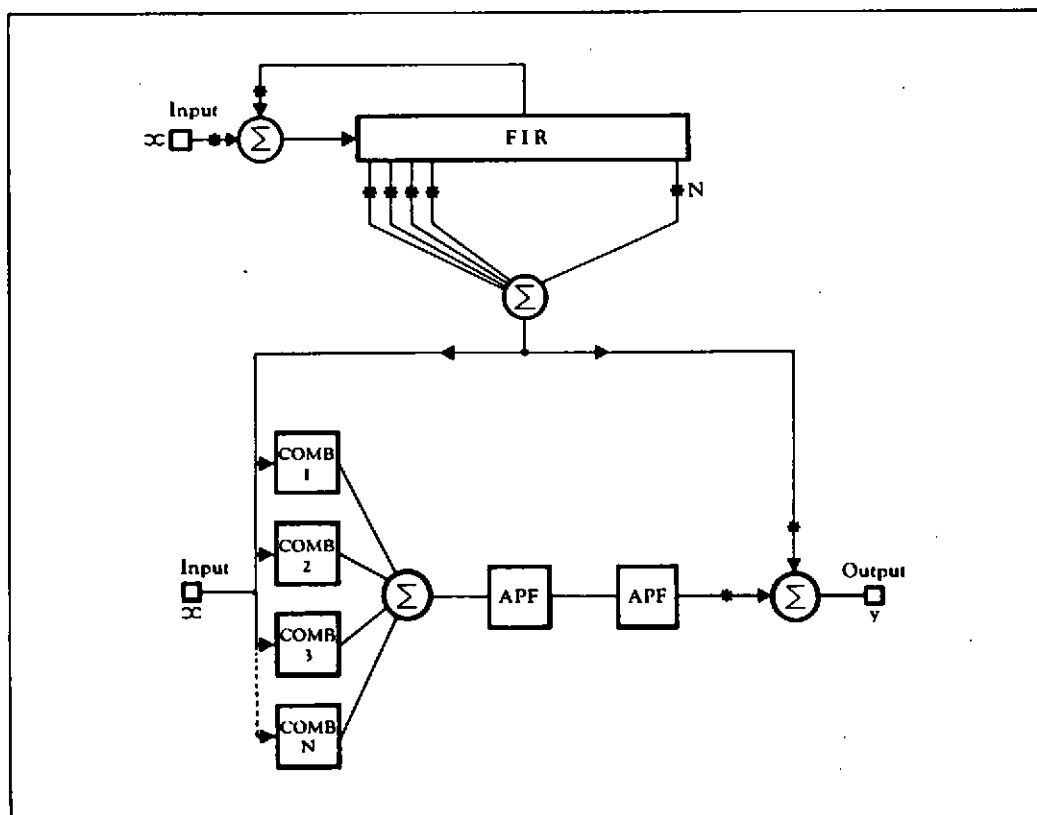 Input
x
FIR
N
Σ
Σ
COMB
1
COMB
2
COMB
3
COMB
N
Input
x
Σ
APF
APF
Σ
Output
y